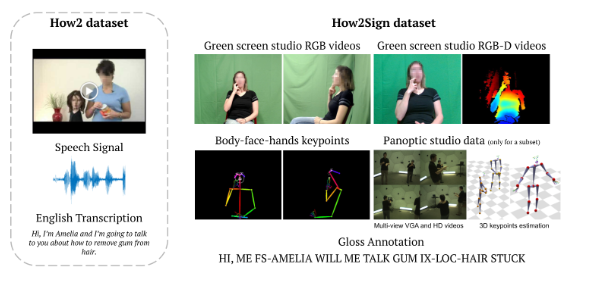 How2 dataset
Speech Signal
English Transcription
Hi, I'm Amelia and I'm going to talk
to you about how to remove gum from
hair.
How2Sign dataset
Green screen studio RGB videos
Green screen studio RGB-D videos
Body-face-hands keypoints
Panoptic studio data (only for a subset)
Multi-view VGA and HD videos
3D keypoints estimation
Gloss Annotation
HI, ME FS-AMELIA WILL ME TALK GUM IX-LOC-HAIR STUCK